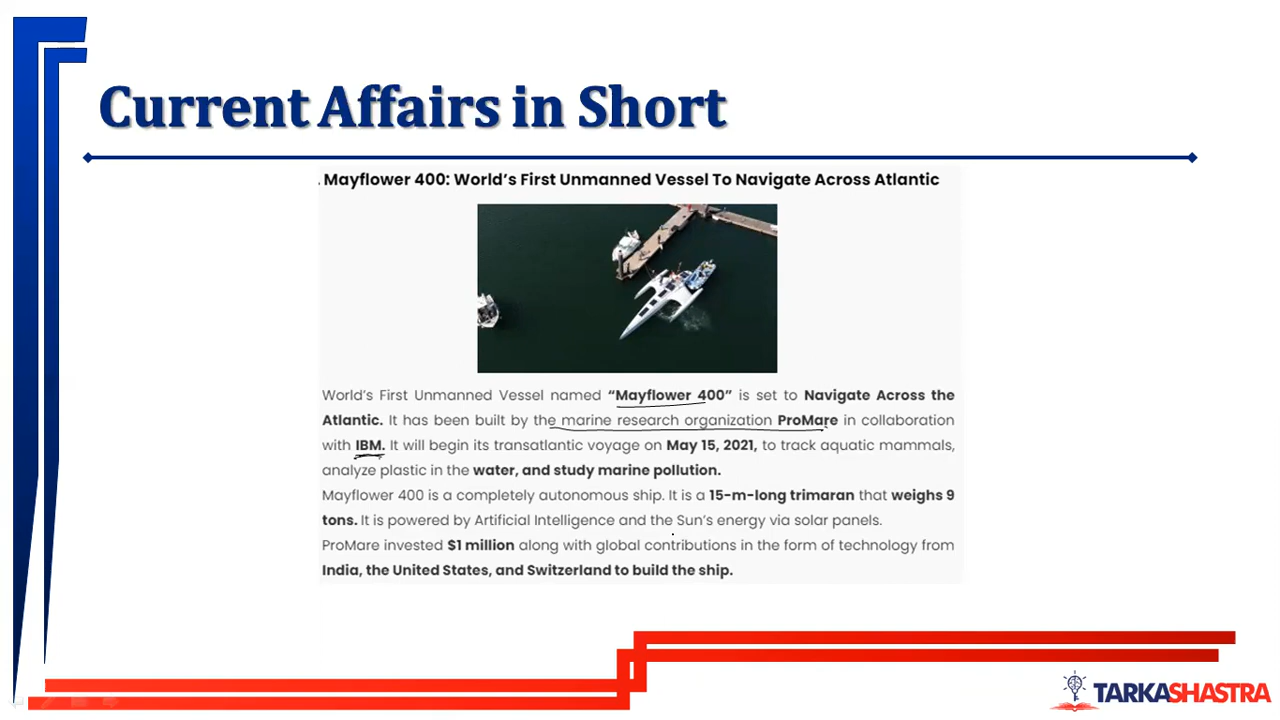 Current Affairs in Short
. Mayflower 400: World’s First Unmanned Vessel To Navigate Across Atlantic
World’s First Unmanned Vessel named “Mayflower 400” is set to Navigate Across the
Atlantic. It has been built by the marine research organization ProMare in collaboration
with IBM. It will begin its transatlantic voyage on May 15, 2021, to track aquatic mammals,
analyze plastic in the water, and study marine pollution.
Mayflower 400 is a completely autonomous ship. It is a 15-m-long trimaran that weighs 9
tons. It is powered by Artificial Intelligence and the Sun’s energy via solar panels.
ProMare invested $1 million along with global contributions in the form of technology from
India, the United States, and Switzerland to build the ship.
TARKASHASTRA